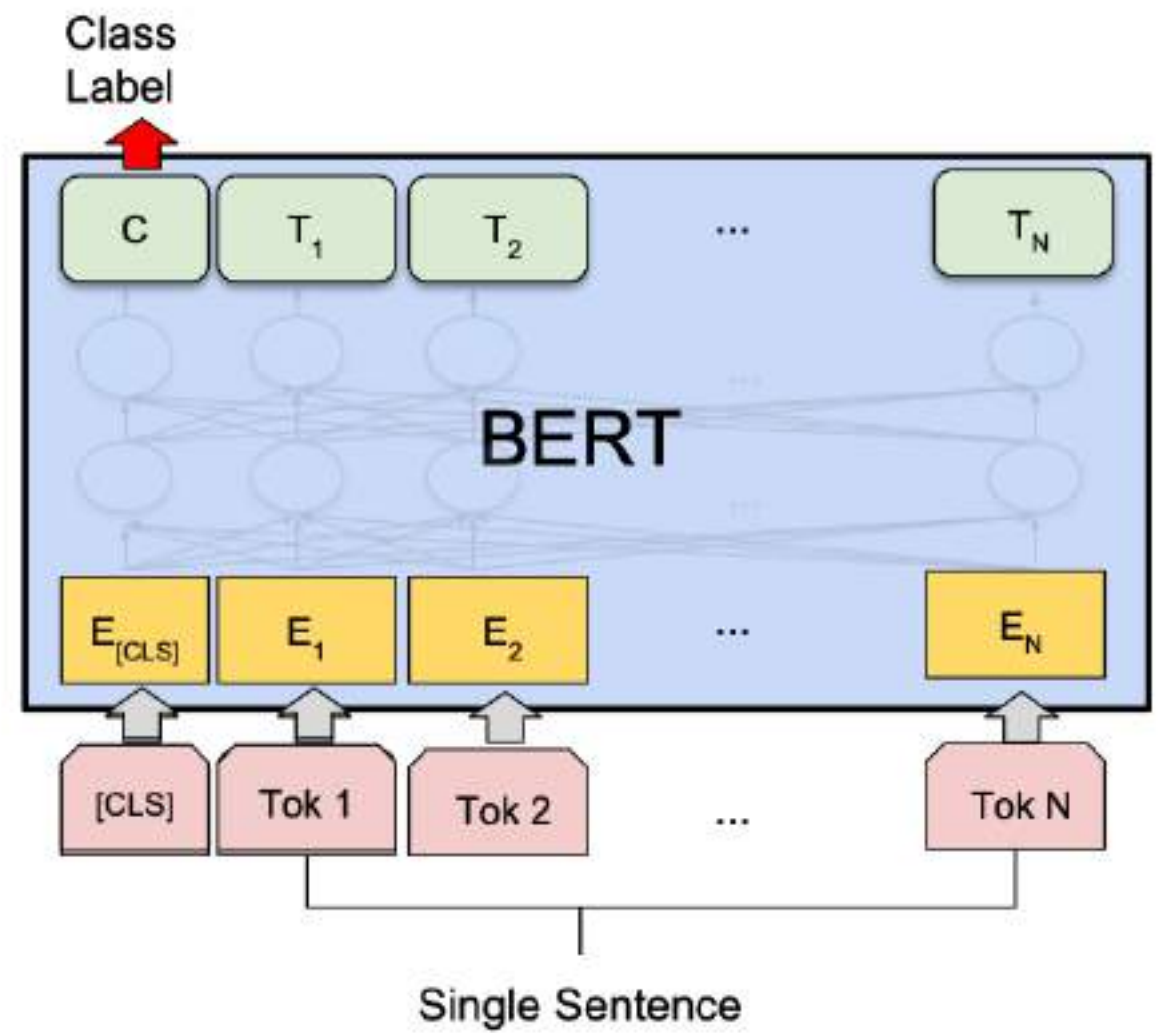 Class
Label
C T1 T2 ... TN
...
BERT
...
E[CLS] E1 E2 ... EN
[CLS] Tok 1 Tok 2 ... Tok N
Single Sentence